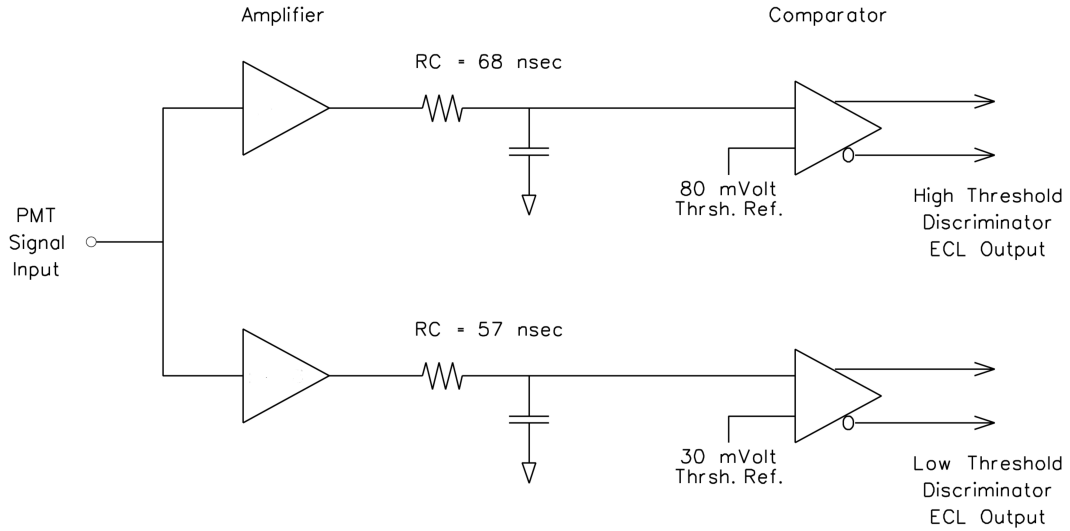 Amplifier
Comparator
RC = 68 nsec
80 mVolt
Thrsh. Ref.
High Threshold
Discriminator
ECL Output
PMT
Signal
Input
RC = 57 nsec
30 mVolt
Thrsh. Ref.
Low Threshold
Discriminator
ECL Output